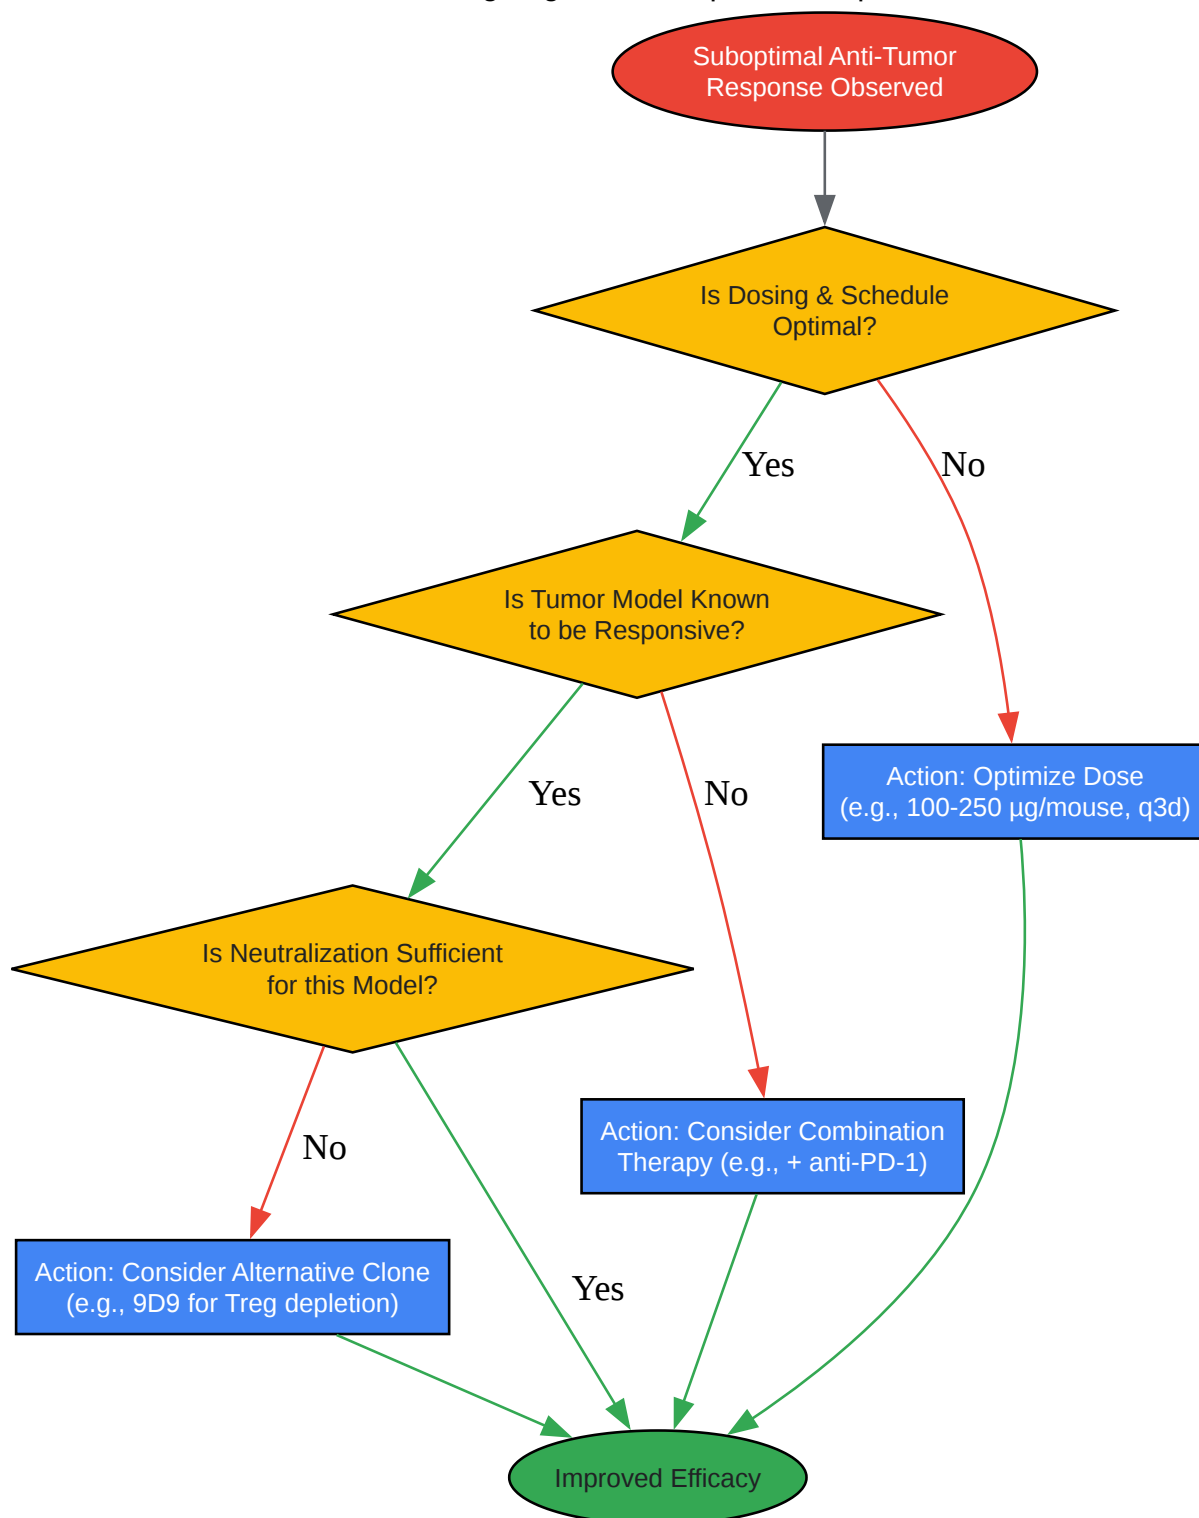 Suboptimal Anti-Tumor
Response Observed
Is Dosing & Schedule
Optimal?
Yes
No
Is Tumor Model Known
to be Responsive?
Action: Optimize Dose
(e.g., 100-250 µg/mouse, q3d)
Yes
No
Is Neutralization Sufficient
for this Model?
Action: Consider Combination
Therapy (e.g., + anti-PD-1)
No
Action: Consider Alternative Clone
(e.g., 9D9 for Treg depletion)
Yes
Improved Efficacy